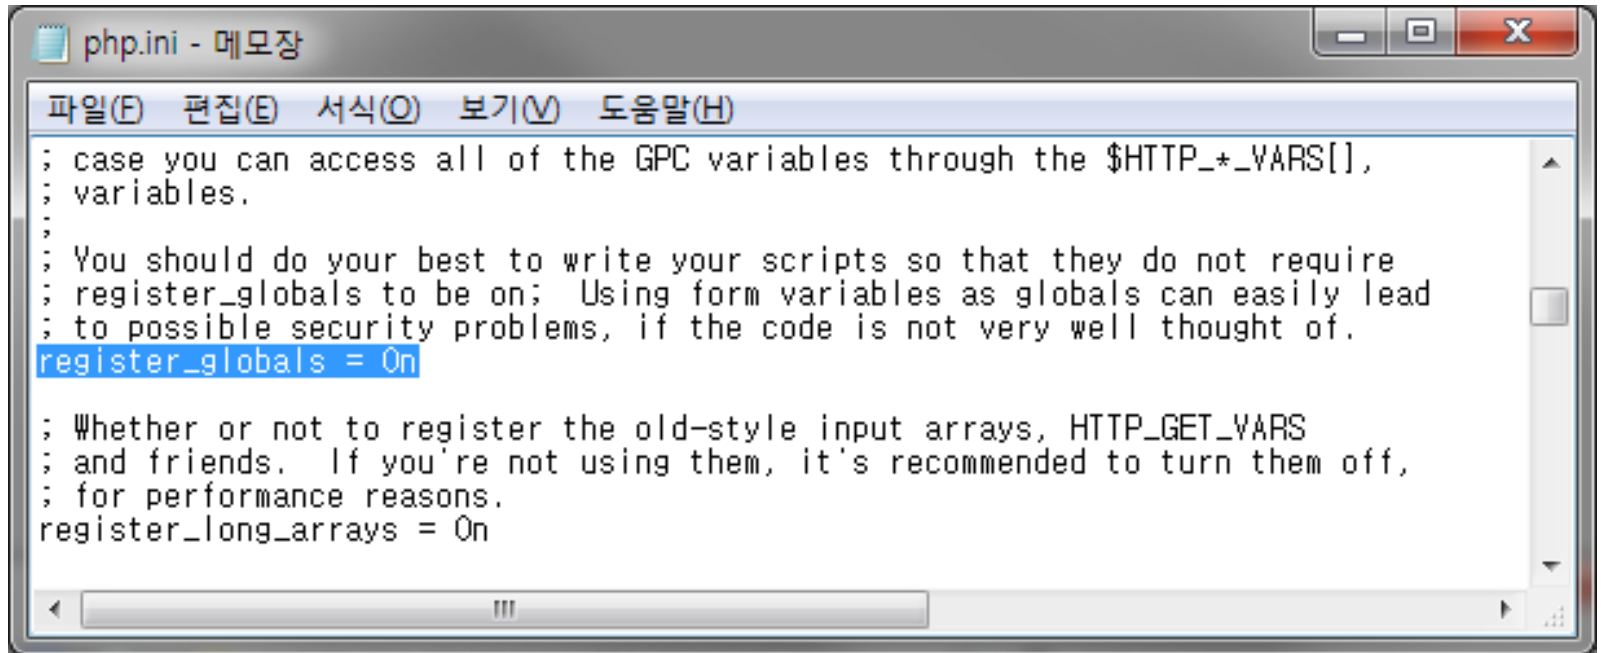 php.ini - 메모장
파일(F) 편집(E) 서식(O) 보기(V) 도움말(H)
; case you can access all of the GPC variables through the $HTTP_*_VARS[],
; variables.
;
; You should do your best to write your scripts so that they do not require
; register_globals to be on;  Using form variables as globals can easily lead
; to possible security problems, if the code is not very well thought of.
register_globals = On
; Whether or not to register the old-style input arrays, HTTP_GET_VARS
; and friends.  If you're not using them, it's recommended to turn them off,
; for performance reasons.
register_long_arrays = On